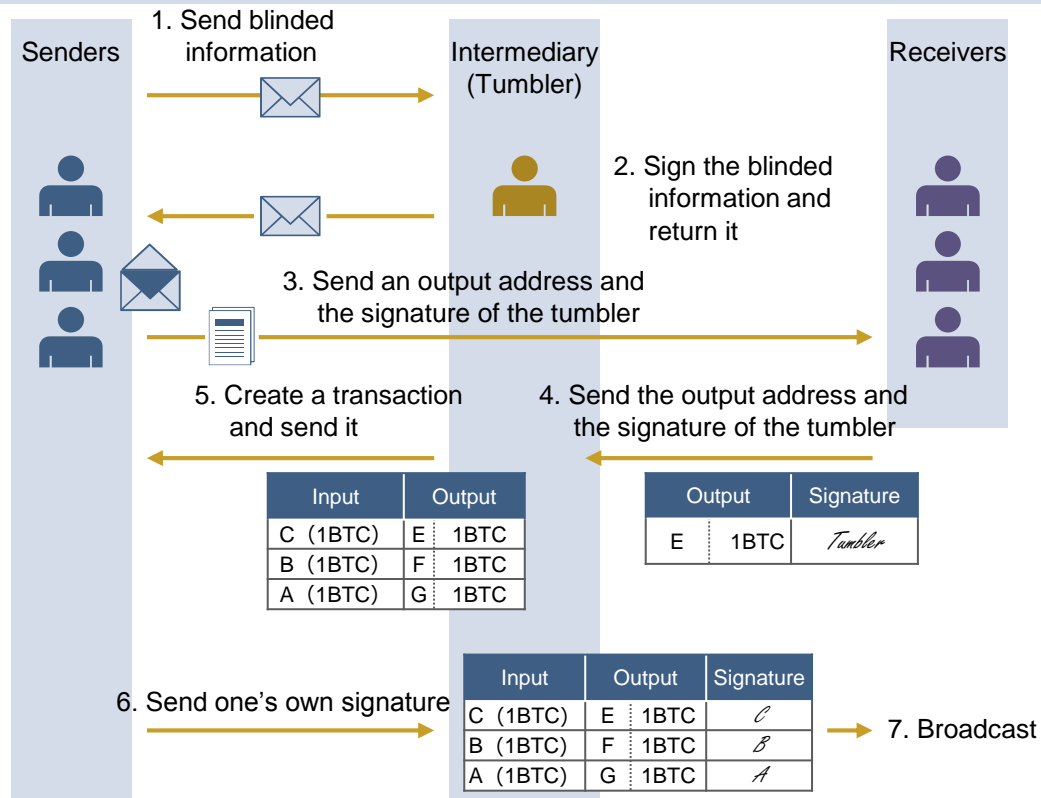 1. Send blinded
information
Senders
Intermediary
(Tumbler)
Receivers
2. Sign the blinded
information and
return it
3. Send an output address and
the signature of the tumbler
5. Create a transaction
and send it
4. Send the output address and
the signature of the tumbler
Input Output
C (1BTC) E 1BTC
B (1BTC) F 1BTC
A (1BTC) G 1BTC
Output Signature
E 1BTC Tumbler
6. Send one's own signature
Input Output Signature
C (1BTC) E 1BTC C
B (1BTC) F 1BTC B
A (1BTC) G 1BTC A
7. Broadcast